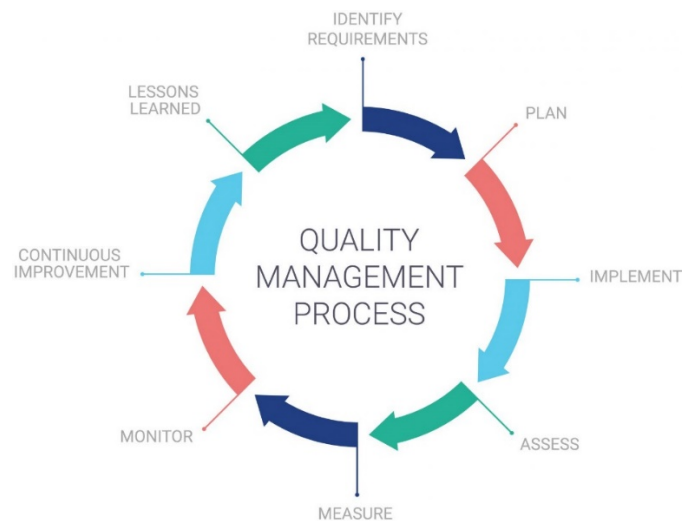 IDENTIFY
REQUIREMENTS
PLAN
IMPLEMENT
ASSESS
MEASURE
MONITOR
CONTINUOUS
IMPROVEMENT
LESSONS
LEARNED
QUALITY
MANAGEMENT
PROCESS